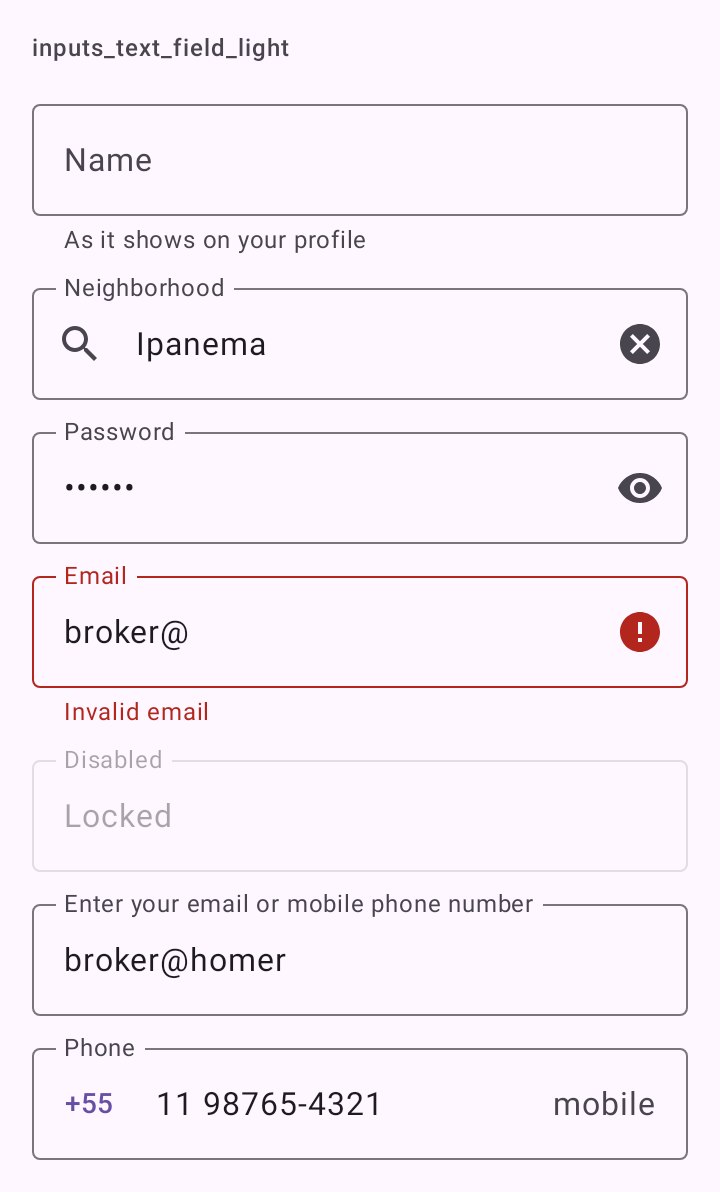 inputs_text_field_light
Name
As it shows on your profile
Neighborhood
Ipanema
Password
••••••
Email
broker@
Invalid email
Disabled
Locked
Enter your email or mobile phone number
broker@homer
Phone
+55 11 98765-4321 mobile